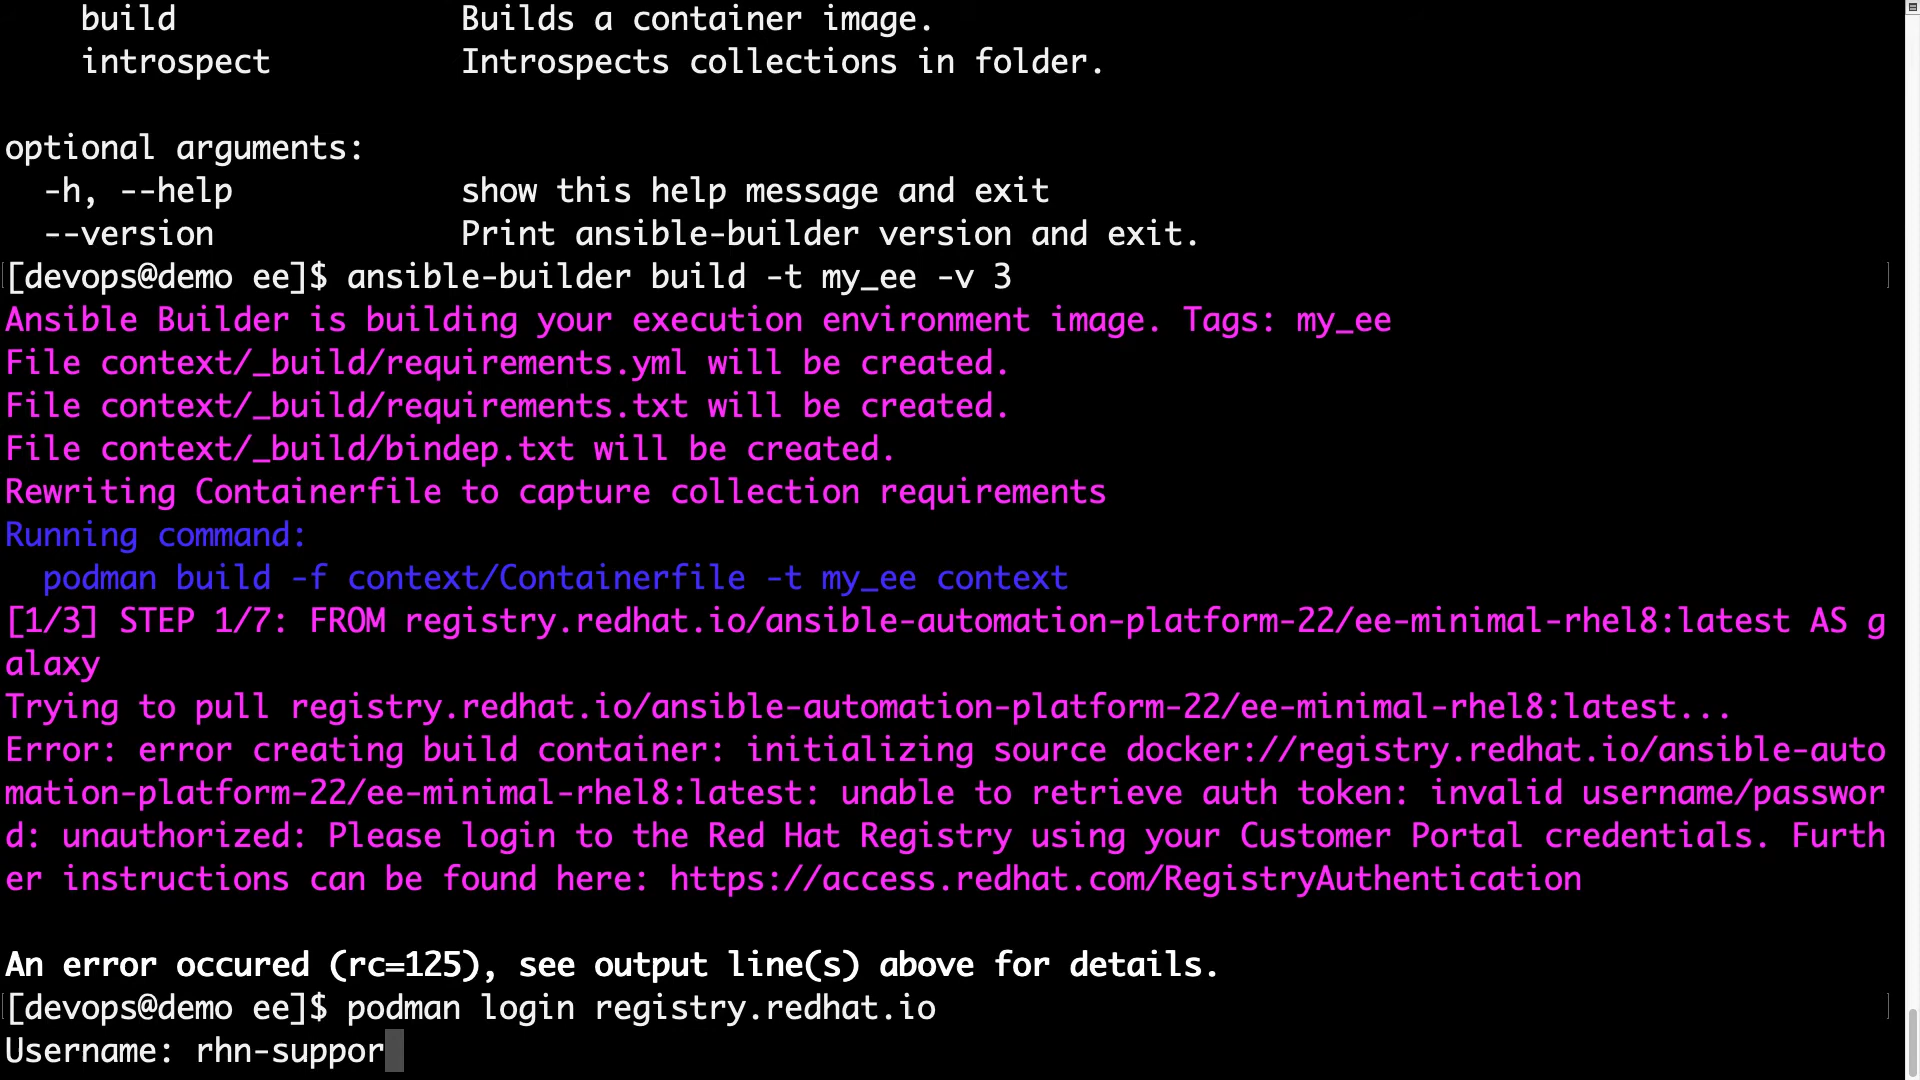 build Builds a container image.
introspect Introspects collections in folder.
optional arguments:
-h, --help show this help message and exit
--version Print ansible-builder version and exit.
[devops@demo ee]$ ansible-builder build -t my_ee -v 3
Ansible Builder is building your execution environment image. Tags: my_ee
File context/_build/requirements.yml will be created.
File context/_build/requirements.txt will be created.
File context/_build/bindep.txt will be created.
Rewriting Containerfile to capture collection requirements
Running command:
podman build -f context/Containerfile -t my_ee context
[1/3] STEP 1/7: FROM registry.redhat.io/ansible-automation-platform-22/ee-minimal-rhel8:latest AS g
alaxy
Trying to pull registry.redhat.io/ansible-automation-platform-22/ee-minimal-rhel8:latest...
Error: error creating build container: initializing source docker://registry.redhat.io/ansible-auto
mation-platform-22/ee-minimal-rhel8:latest: unable to retrieve auth token: invalid username/passwor
d: unauthorized: Please login to the Red Hat Registry using your Customer Portal credentials. Furth
er instructions can be found here: https://access.redhat.com/RegistryAuthentication
An error occured (rc=125), see output line(s) above for details.
[devops@demo ee]$ podman login registry.redhat.io
Username: rhn-suppor